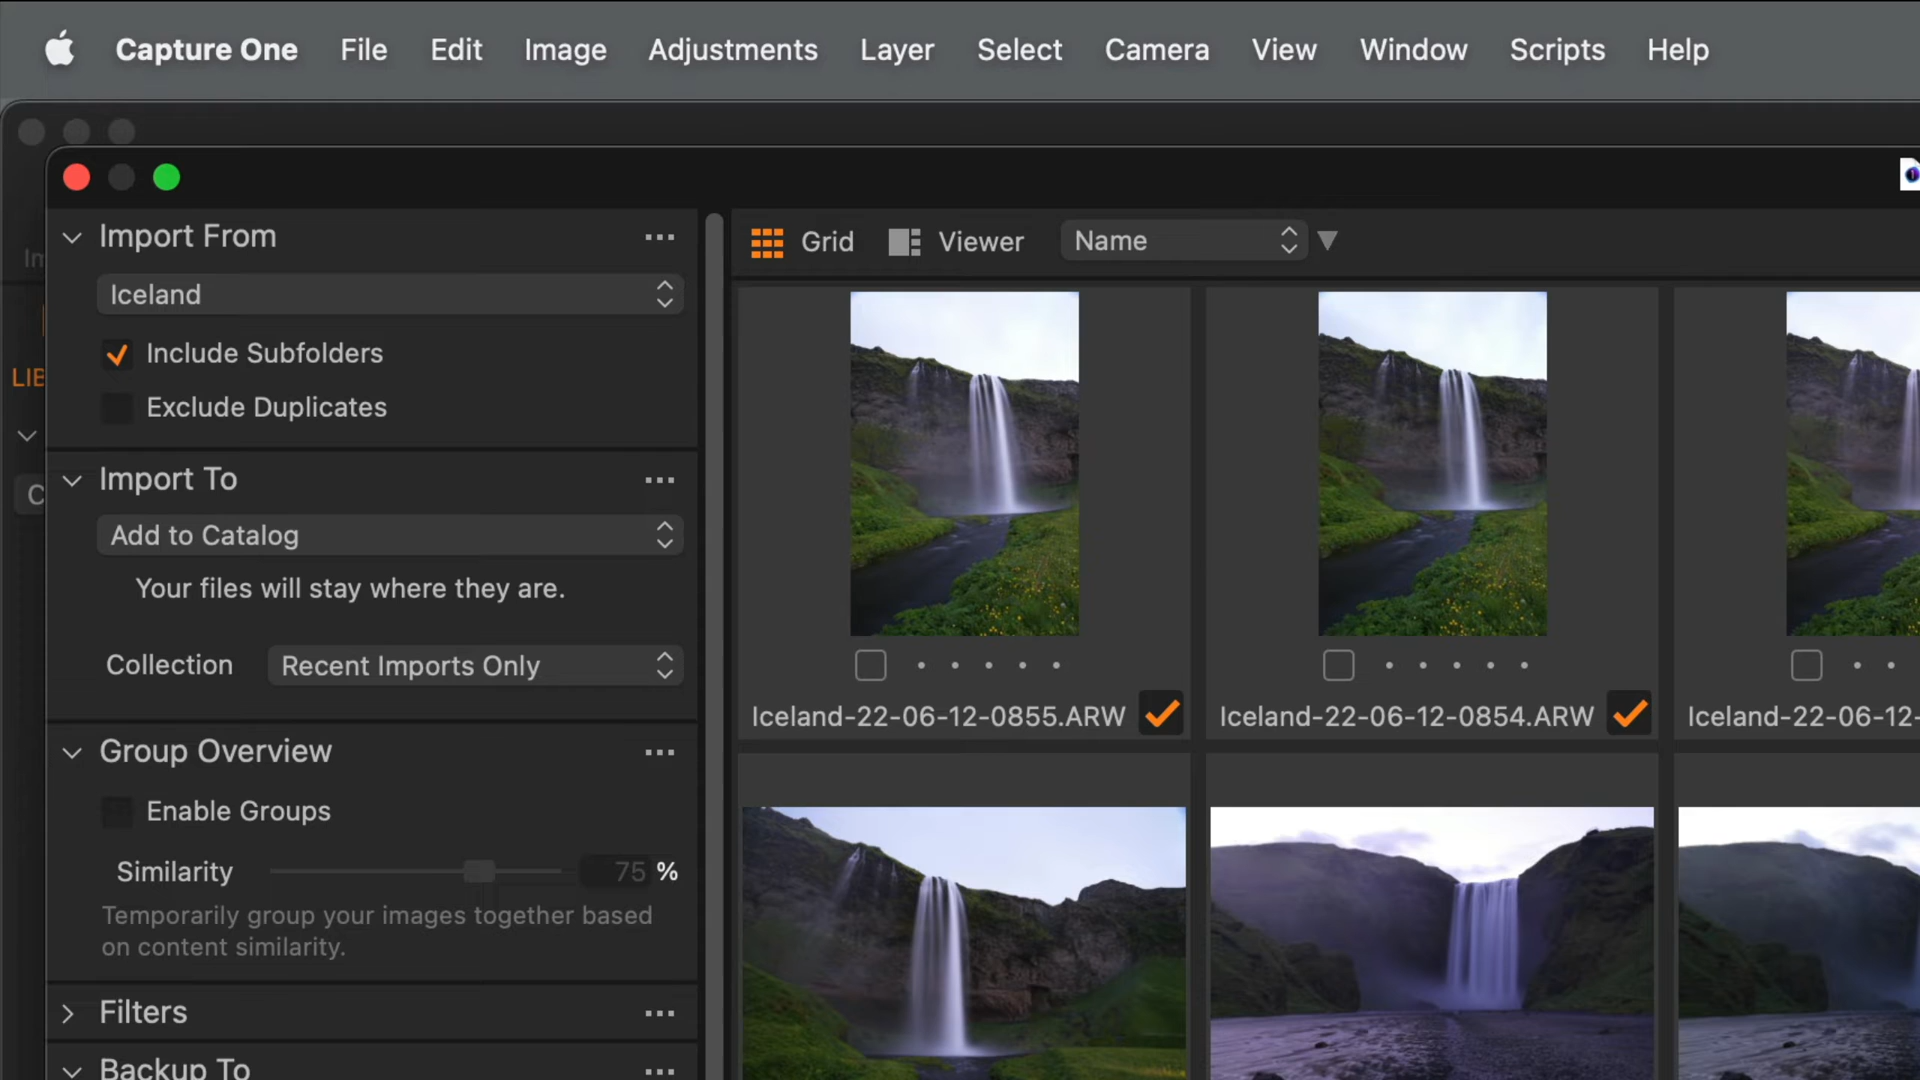 Capture One File Edit Image Adjustments Layer Select Camera View Window Scripts Help
Import From
Iceland
Include Subfolders
Exclude Duplicates
Import To
Add to Catalog
Your files will stay where they are.
Collection Recent Imports Only
Group Overview
Enable Groups
Similarity 75 %
Temporarily group your images together based
on content similarity.
Filters
Backup To
LIB
Grid Viewer Name
Iceland-22-06-12-0855.ARW
Iceland-22-06-12-0854.ARW
Iceland-22-06-12-